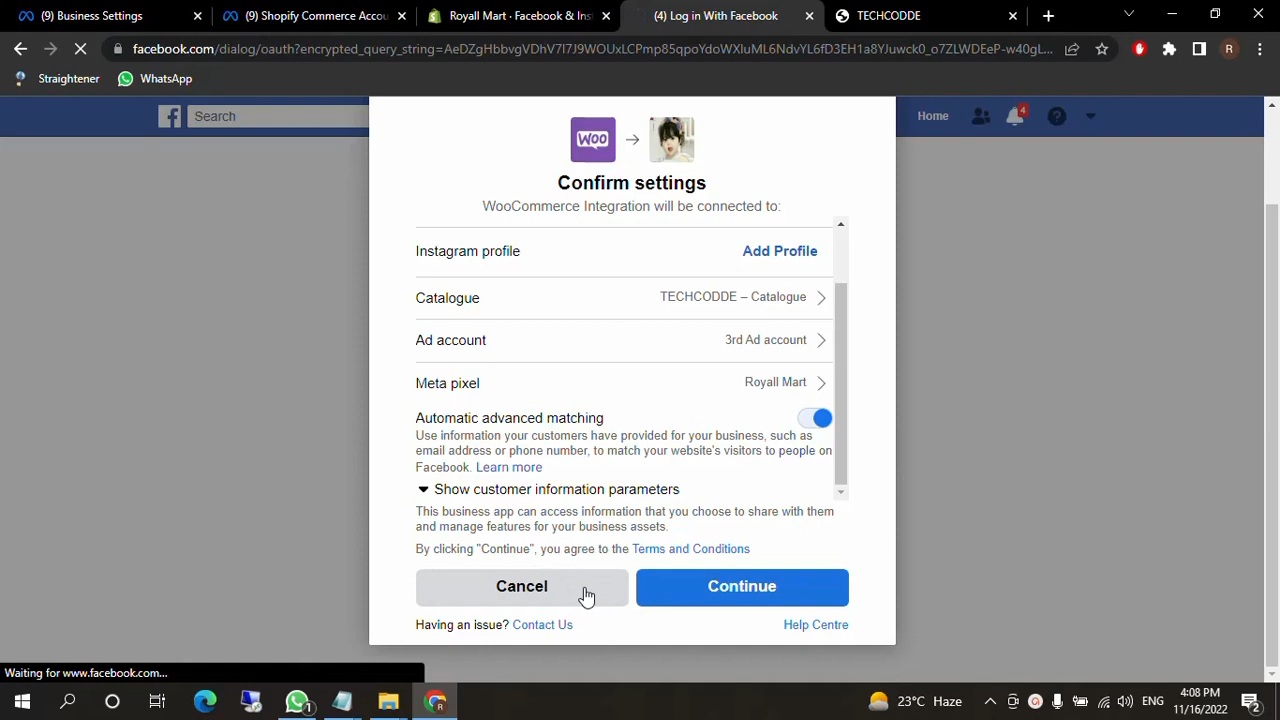 (9) Business Settings
(9) Shopify Commerce Accou
Royall Mart · Facebook & Inst
(4) Log in With Facebook
TECHCODDE
facebook.com/dialog/oauth?encrypted_query_string=AeDZgHbbvgVDhV7I7J9WOUxLCPmp85qpoYdoWXIuML6NdvYL6fD3EH1a8YJuwck0_o7ZLWDEeP-w40gL...
Straightener
WhatsApp
Search
Home
4
WOO
Confirm settings
WooCommerce Integration will be connected to:
Instagram profile
Add Profile
Catalogue
TECHCODDE – Catalogue
Ad account
3rd Ad account
Meta pixel
Royall Mart
Automatic advanced matching
Use information your customers have provided for your business, such as
email address or phone number, to match your website's visitors to people on
Facebook. Learn more
Show customer information parameters
This business app can access information that you choose to share with them
and manage features for your business assets.
By clicking "Continue", you agree to the Terms and Conditions
Cancel
Continue
Having an issue? Contact Us
Help Centre
Waiting for www.facebook.com...
1
23°C Haze
ENG
4:08 PM
11/16/2022
2
R